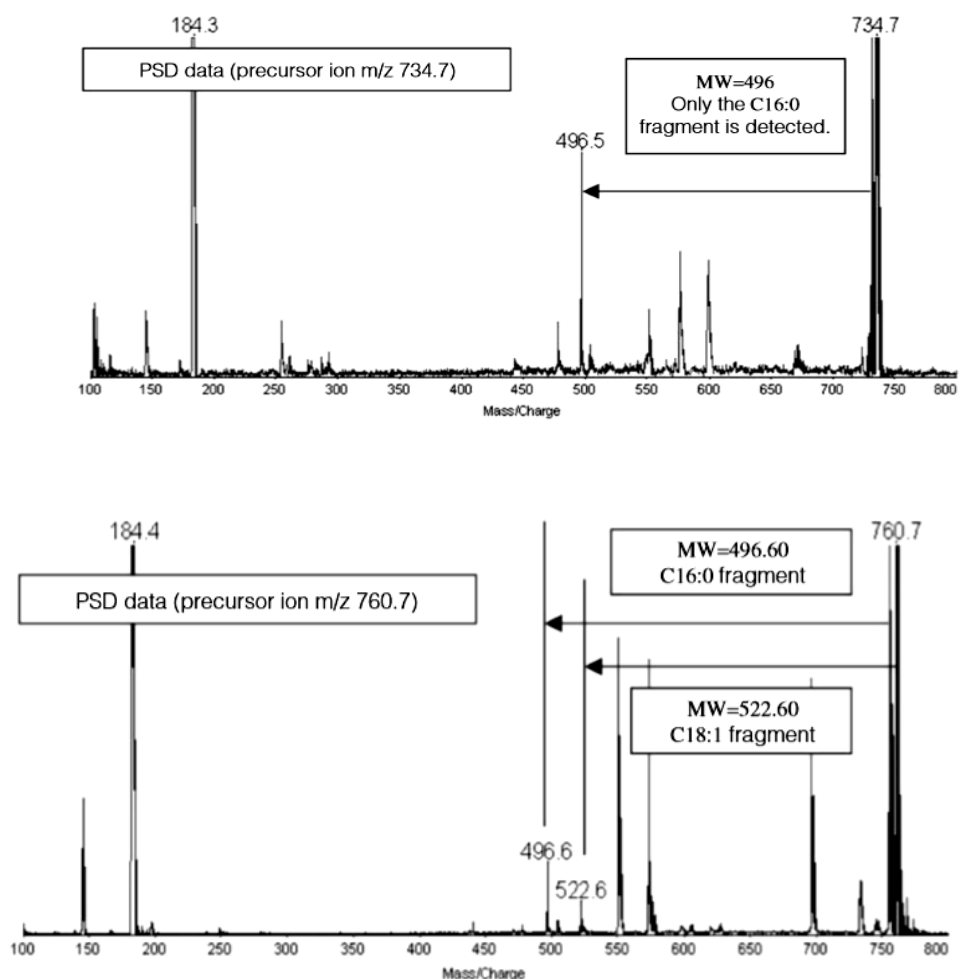 184.3
734.7
PSD data (precursor ion m/z 734.7)
MW=496
Only the C16:0
fragment is detected.
496.5
100 150 200 250 300 350 400 450 500 550 600 650 700 750 800
Mass/Charge
184.4
760.7
MW=496.60
C16:0 fragment
PSD data (precursor ion m/z 760.7)
MW=522.60
C18:1 fragment
496.6
522.6
100 150 200 250 300 350 400 450 500 550 600 650 700 750 800
Mass/Charge